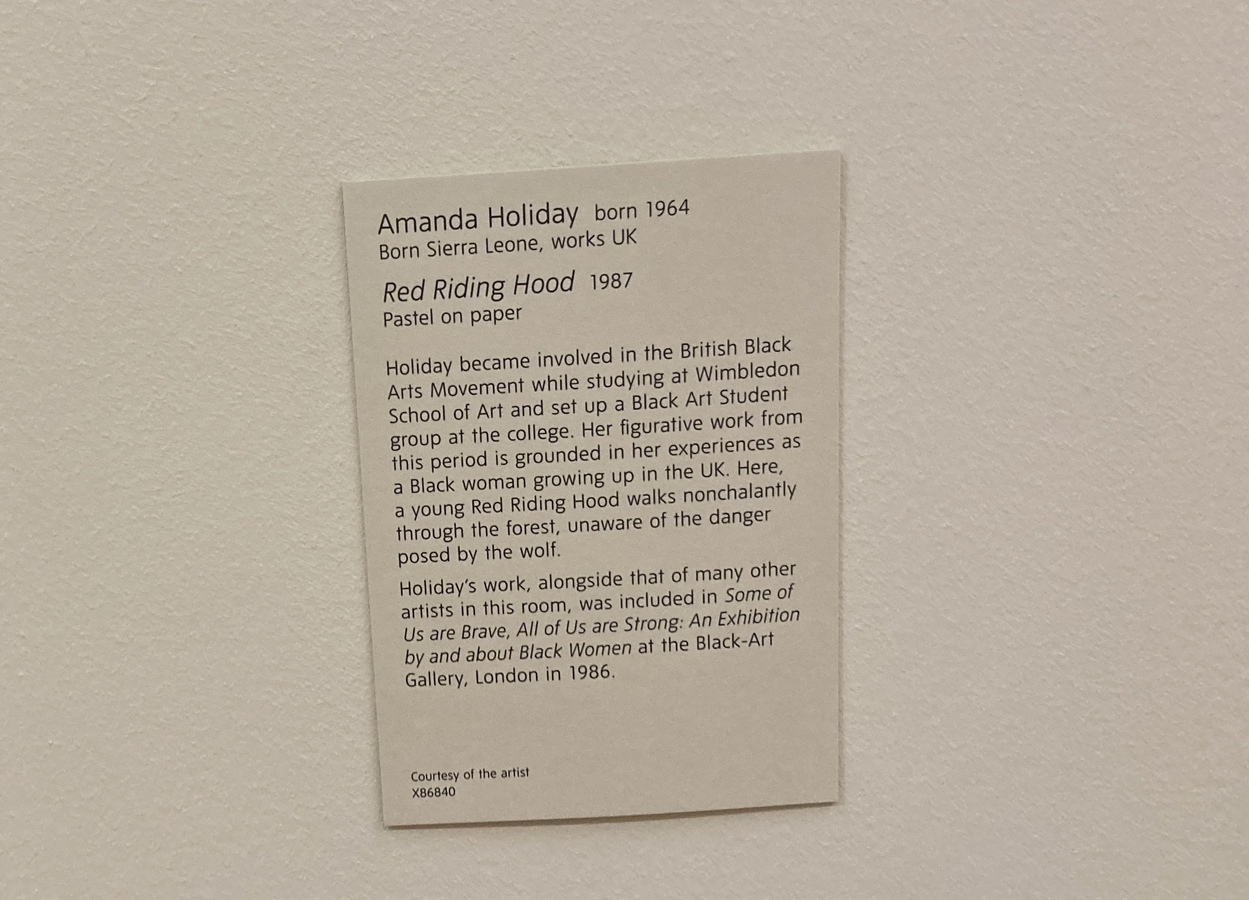 Amanda Holiday born 1964
Born Sierra Leone, works UK
Red Riding Hood 1987
Pastel on paper
Holiday became involved in the British Black
Arts Movement while studying at Wimbledon
School of Art and set up a Black Art Student
group at the college. Her figurative work from
this period is grounded in her experiences as
a Black woman growing up in the UK. Here,
a young Red Riding Hood walks nonchalantly
through the forest, unaware of the danger
posed by the wolf.
Holiday’s work, alongside that of many other
artists in this room, was included in Some of
Us are Brave, All of Us are Strong: An Exhibition
by and about Black Women at the Black-Art
Gallery, London in 1986.
Courtesy of the artist
X86840